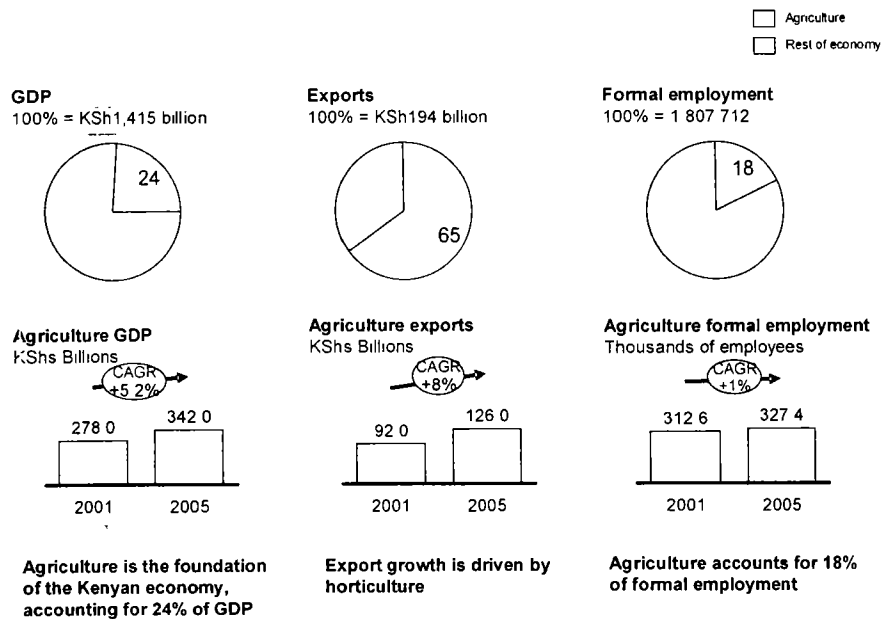 Agriculture
Rest of economy
GDP
100% = KSh1,415 billion
24
Exports
100% = KSh194 billion
65
Formal employment
100% = 1 807 712
18
Agriculture GDP
KShs Billions
CAGR
+5 2%
278 0
342 0
2001
2005
Agriculture exports
KShs Billions
CAGR
+8%
92 0
126 0
2001
2005
Agriculture formal employment
Thousands of employees
CAGR
+1%
312 6
327 4
2001
2005
Agriculture is the foundation
of the Kenyan economy,
accounting for 24% of GDP
Export growth is driven by
horticulture
Agriculture accounts for 18%
of formal employment